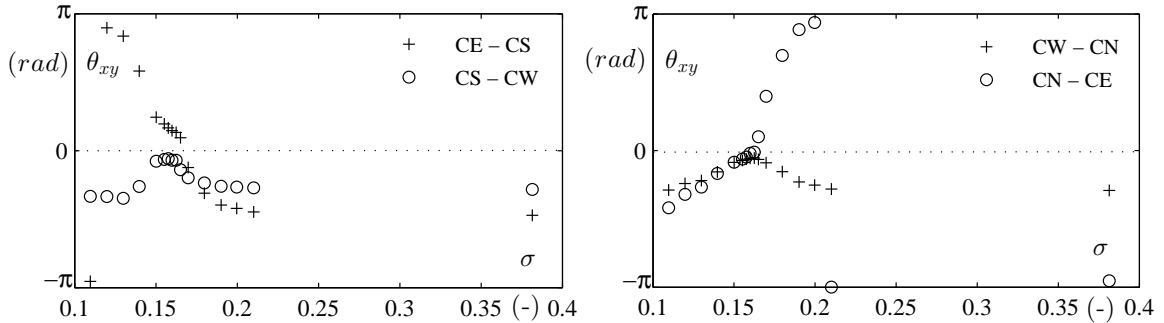 π π
(rad) θxy + CE – CS (rad) θxy + CW – CN
○ CS – CW ○ CN – CE
0 0
σ σ
−π −π
0.1 0.15 0.2 0.25 0.3 0.35 (-) 0.4 0.1 0.15 0.2 0.25 0.3 0.35 (-) 0.4